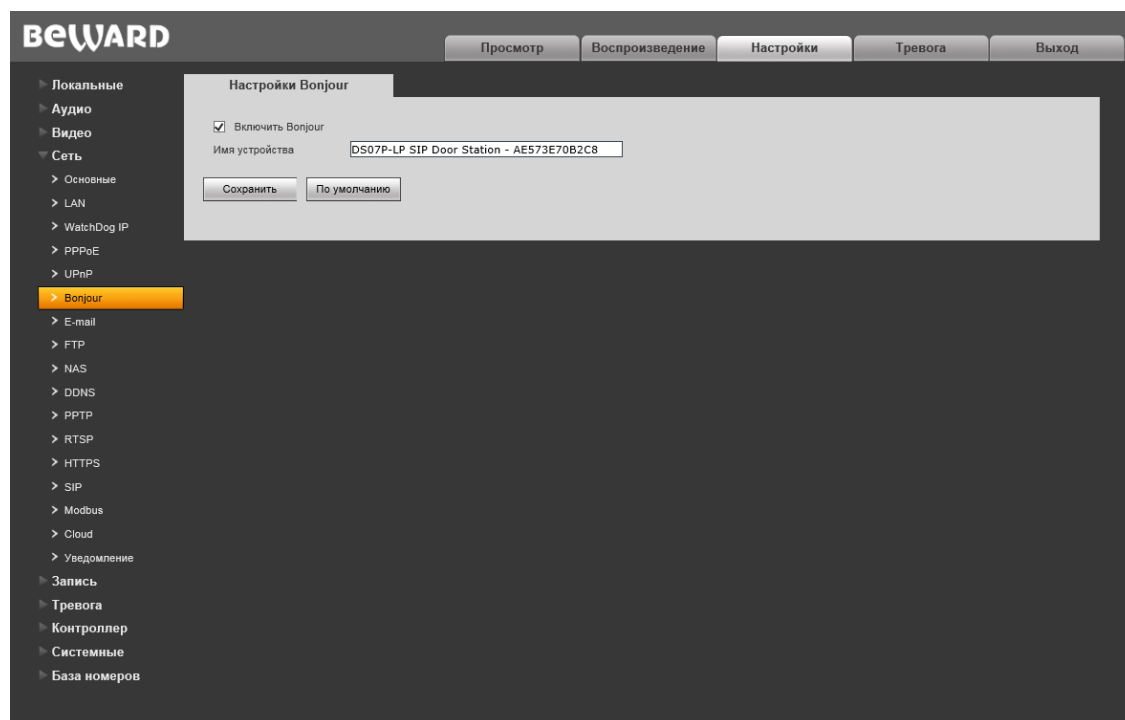 BEWARD
Просмотр
Воспроизведение
Настройки
Тревога
Выход
Локальные
Аудио
Видео
Сеть
Основные
LAN
WatchDog IP
PPPoE
UPnP
Bonjour
E-mail
FTP
NAS
DDNS
PPTP
RTSP
HTTPS
SIP
Modbus
Cloud
Уведомление
Запись
Тревога
Контроллер
Системные
База номеров
Настройки Bonjour
Включить Bonjour
Имя устройства DS07P-LP SIP Door Station - AE573E70B2C8
Сохранить По умолчанию